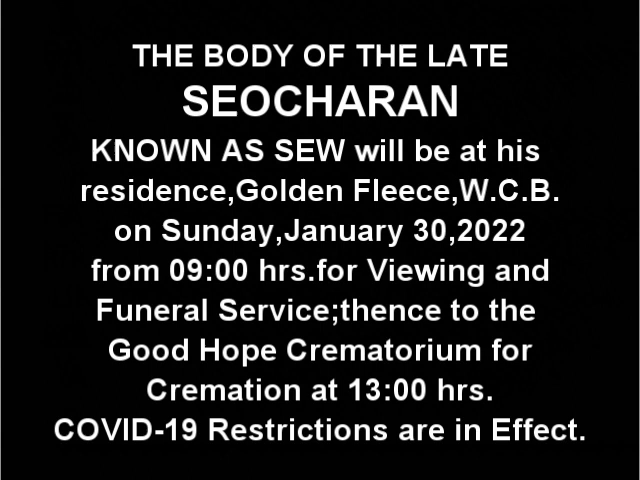 THE BODY OF THE LATE
SEOCHARAN
KNOWN AS SEW will be at his
residence,Golden Fleece,W.C.B.
on Sunday,January 30,2022
from 09:00 hrs.for Viewing and
Funeral Service;thence to the
Good Hope Crematorium for
Cremation at 13:00 hrs.
COVID-19 Restrictions are in Effect.